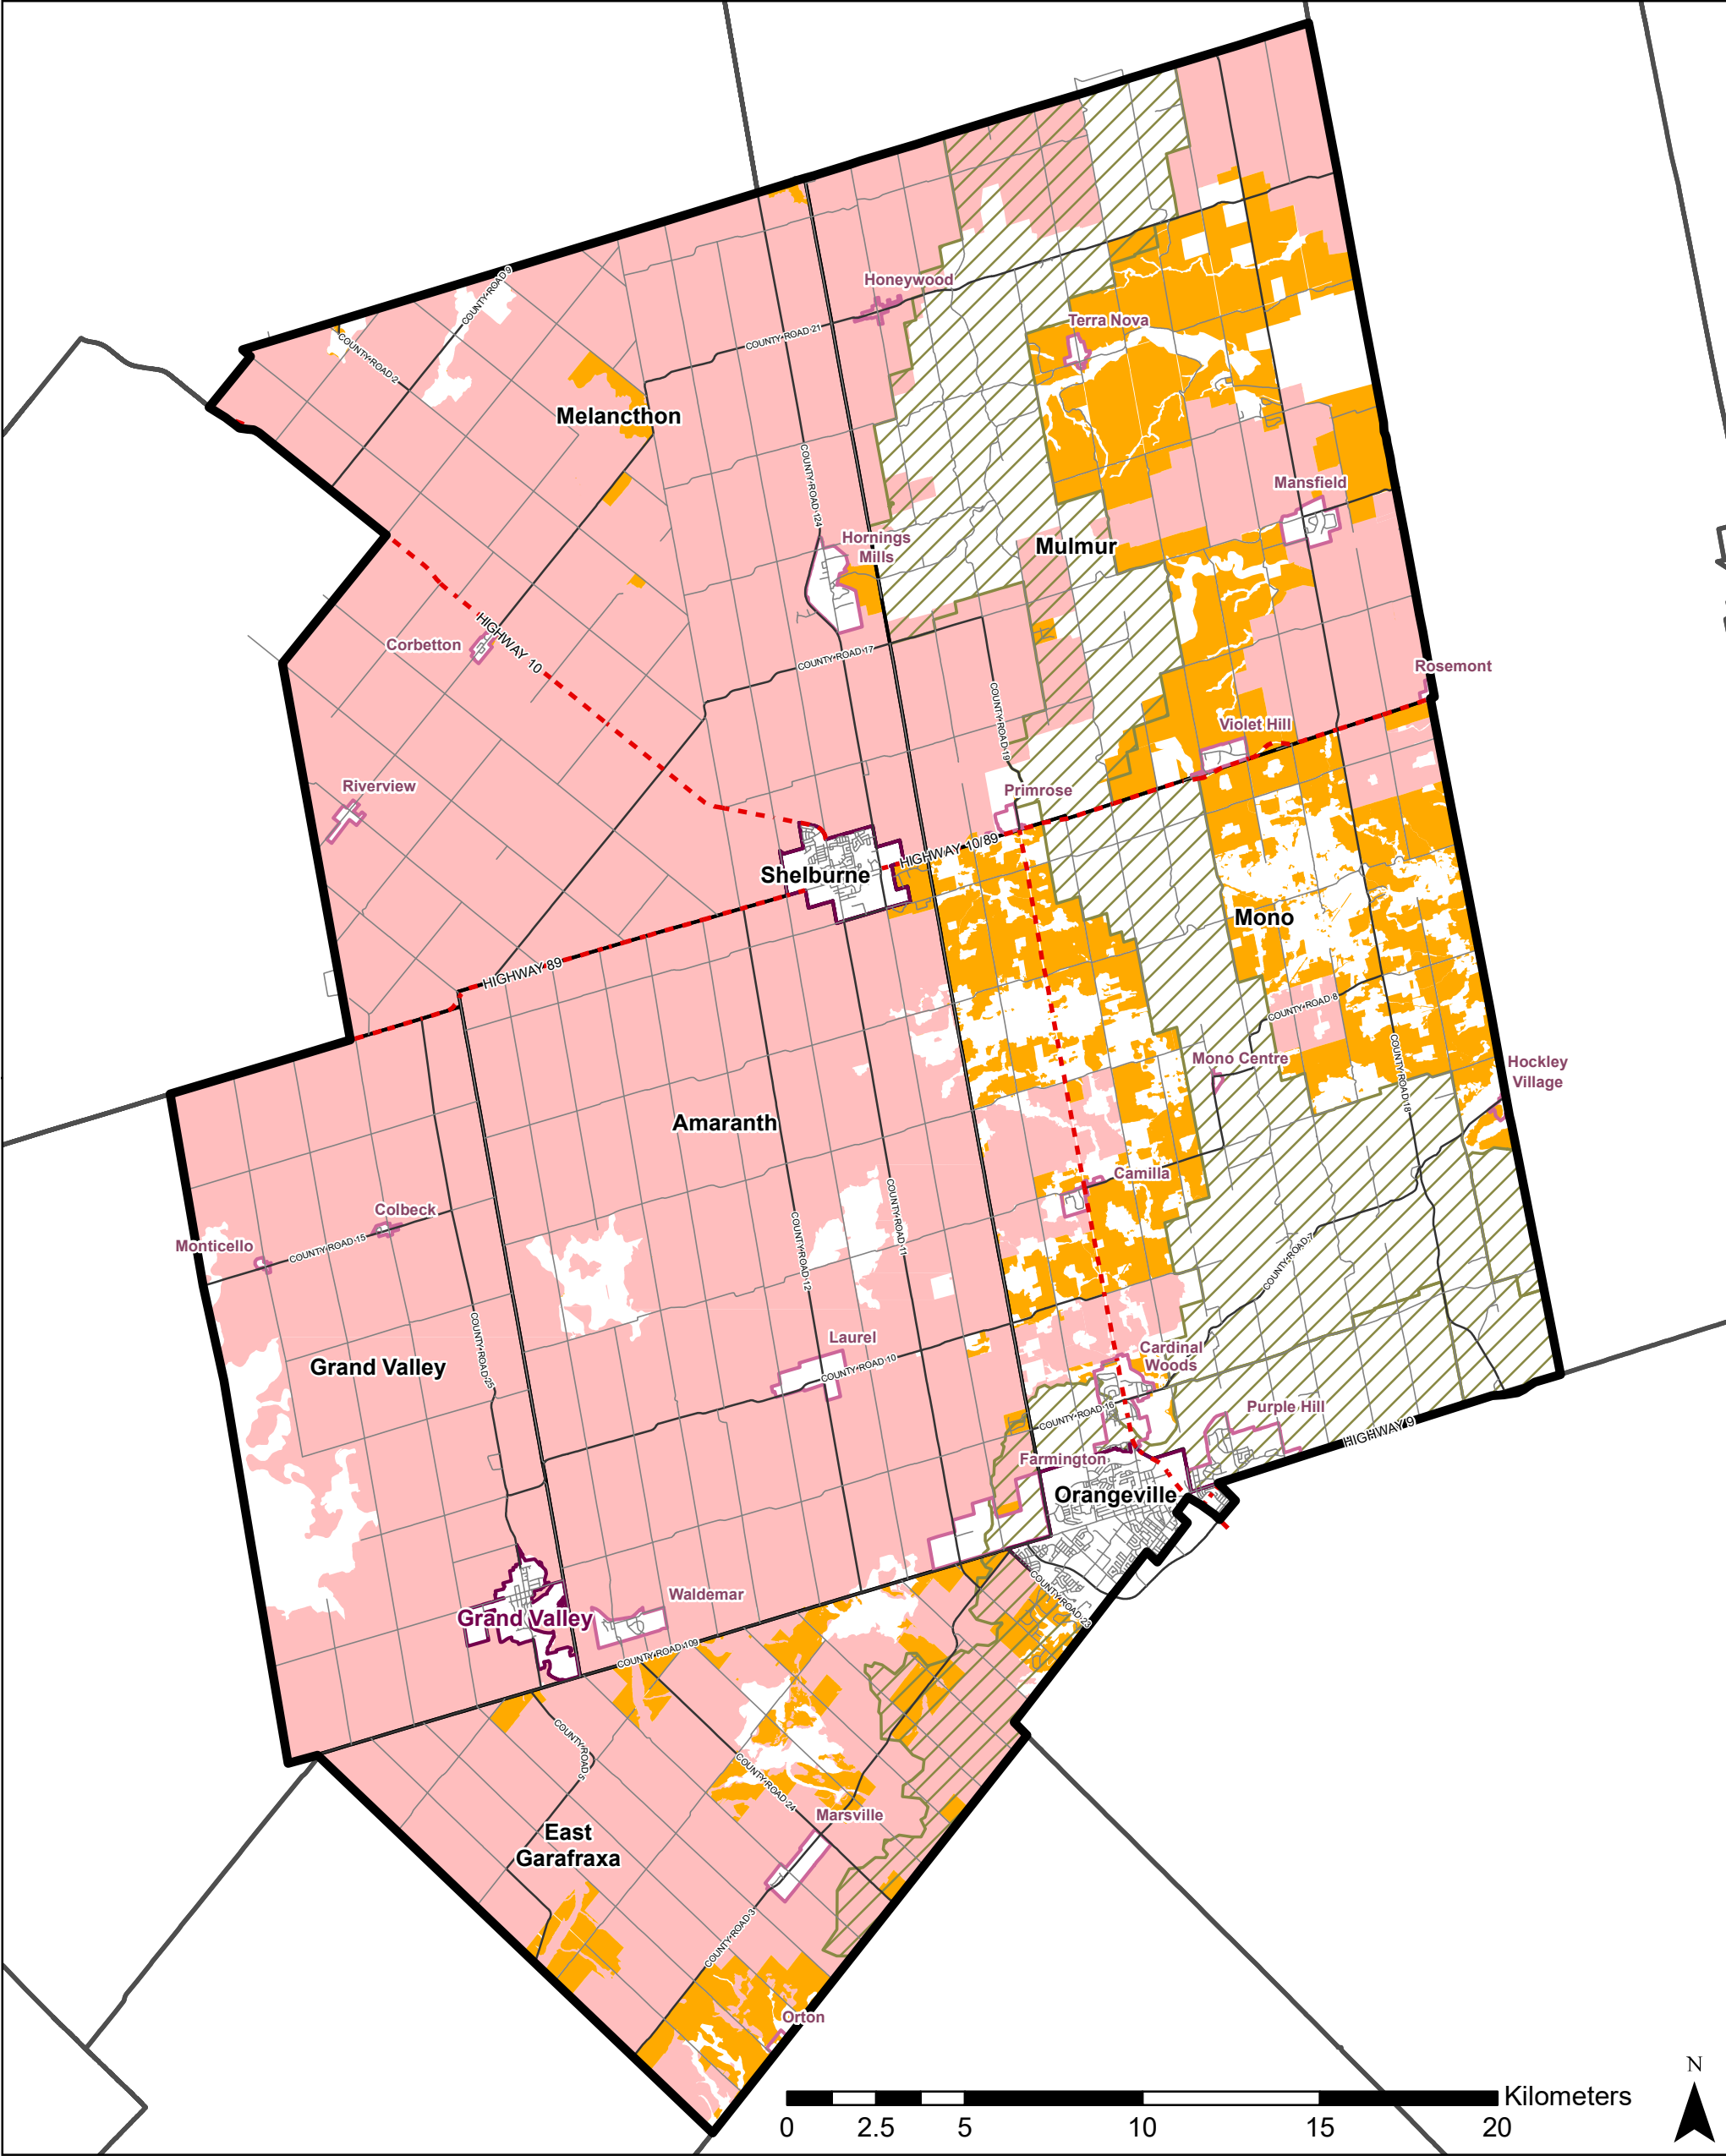 COUNTY ROAD 9
Honeywood
COUNTY ROAD 21
Terra Nova
COUNTY ROAD 2
Melancthon
COUNTY ROAD 124
Mansfield
Hornings
Mills
Mulmur
HIGHWAY 10
Corbetton
COUNTY ROAD 17
Rosemont
COUNTY ROAD 19
Violet Hill
Riverview
Primrose
HIGHWAY 10/89
Shelburne
Mono
HIGHWAY 89
COUNTY ROAD 8
Mono Centre
COUNTY ROAD 18
Hockley
Village
Amaranth
Camilla
Colbeck
COUNTY ROAD 11
COUNTY ROAD 12
Monticello
COUNTY ROAD 15
COUNTY ROAD 7
COUNTY ROAD 25
Laurel
Grand Valley
COUNTY ROAD 10
Cardinal
Woods
COUNTY ROAD 16
Purple Hill
HIGHWAY 9
Farmington
Orangeville
COUNTY ROAD 23
Waldemar
Grand Valley
COUNTY ROAD 109
COUNTY ROAD 5
COUNTY ROAD 24
Marsville
East
Garafraxa
COUNTY ROAD 3
Orton
N
Kilometers
0 2.5 5 10 15 20